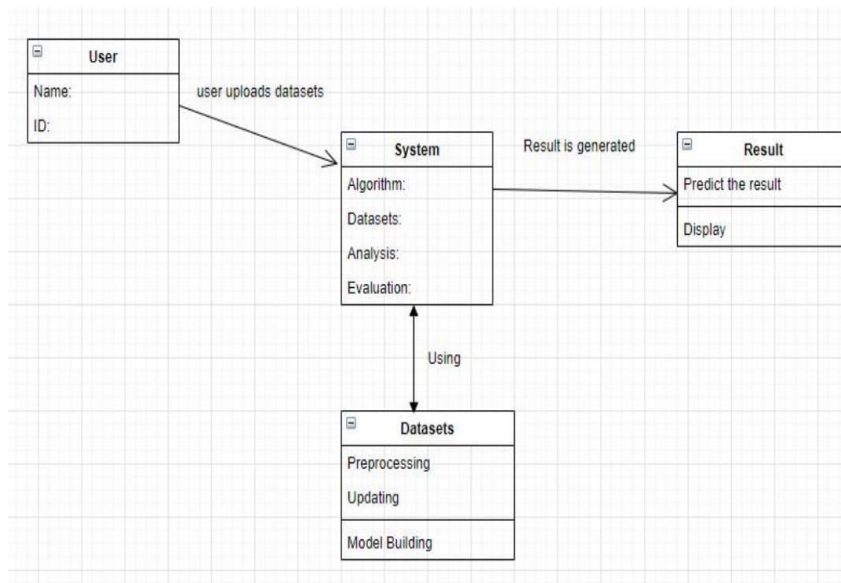 User
Name:
ID:
user uploads datasets
System
Algorithm:
Datasets:
Analysis:
Evaluation:
Result is generated
Result
Predict the result
Display
Using
Datasets
Preprocessing
Updating
Model Building